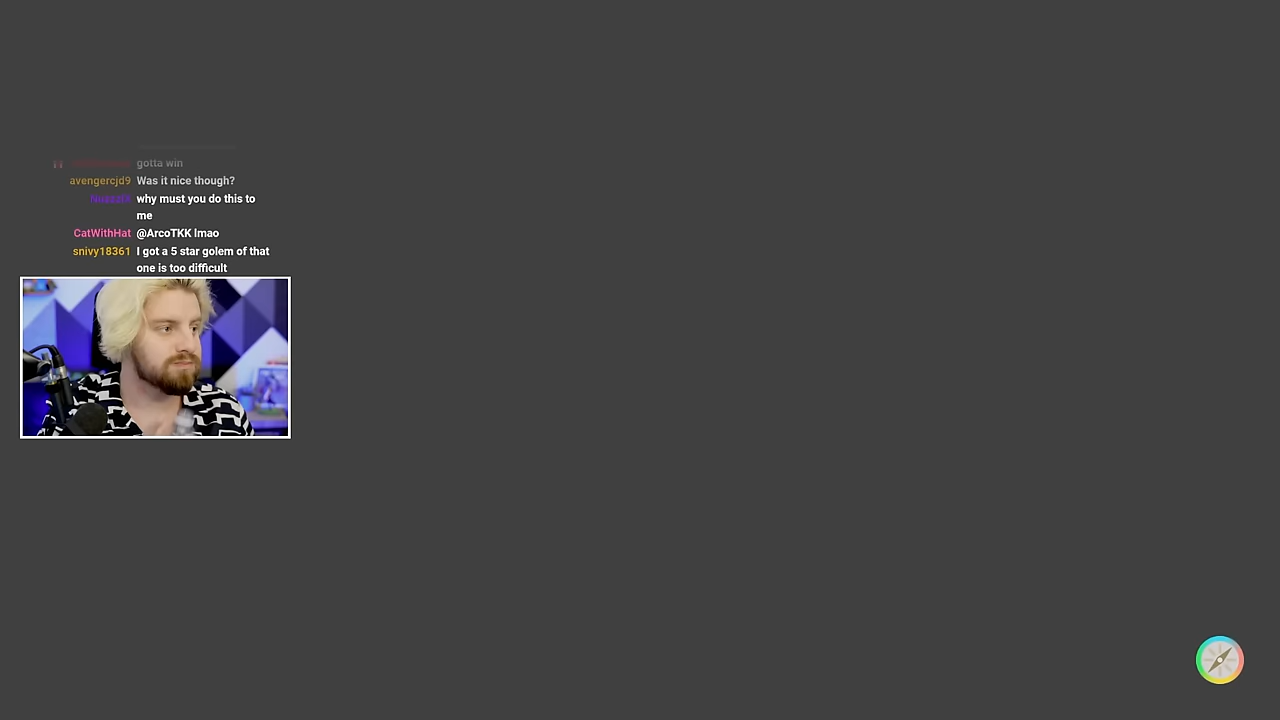 gotta win
avengercjd9 Was it nice though?
why must you do this to
me
CatWithHat @ArcoTKK lmao
snivy18361 I got a 5 star golem of that
one is too difficult